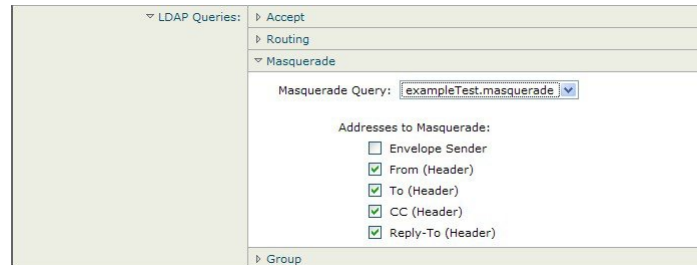 LDAP Queries: Accept
Routing
Masquerade
Masquerade Query: exampleTest.masquerade
Addresses to Masquerade:
Envelope Sender
From (Header)
To (Header)
CC (Header)
Reply-To (Header)
Group